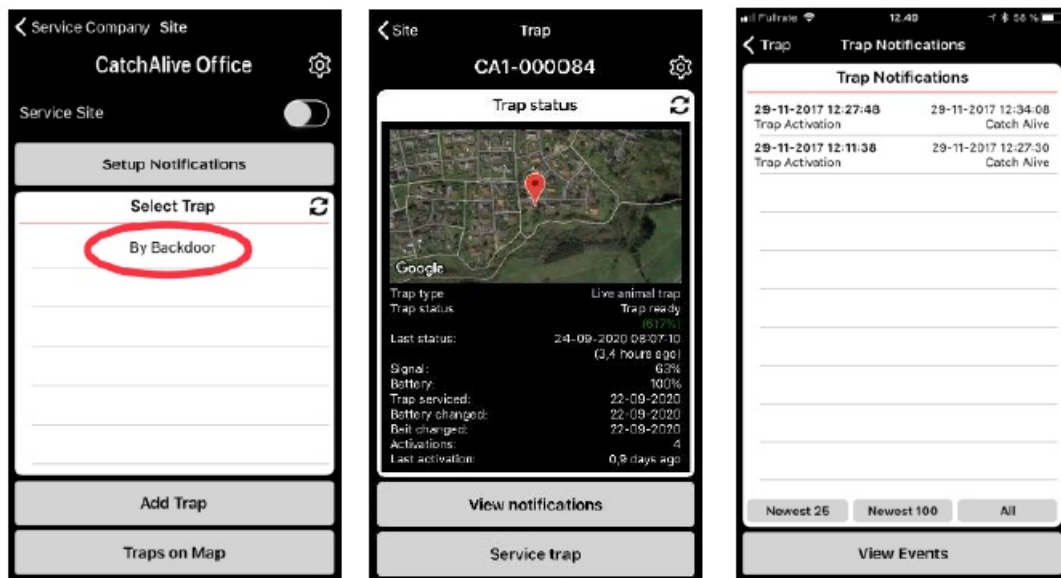 Service Company Site
CatchAlive Office
Service Site
Setup Notifications
Select Trap
By Backdoor
Add Trap
Traps on Map
Site Trap
CA1-000084
Trap status
Google
Trap type Live animal trap
Trap status Trap ready
(617%)
Last status: 24-09-2020 08:07:10
(3,4 hours ago)
Signal: 63%
Battery: 100%
Trap serviced: 22-09-2020
Battery changed: 22-09-2020
Bait changed: 22-09-2020
Activations: 4
Last activation: 0,9 days ago
View notifications
Service trap
Fullrate 12.49 56 %
Trap Trap Notifications
Trap Notifications
29-11-2017 12:27:48 29-11-2017 12:34:08
Trap Activation Catch Alive
29-11-2017 12:11:38 29-11-2017 12:27:30
Trap Activation Catch Alive
Newest 25 Newest 100 All
View Events